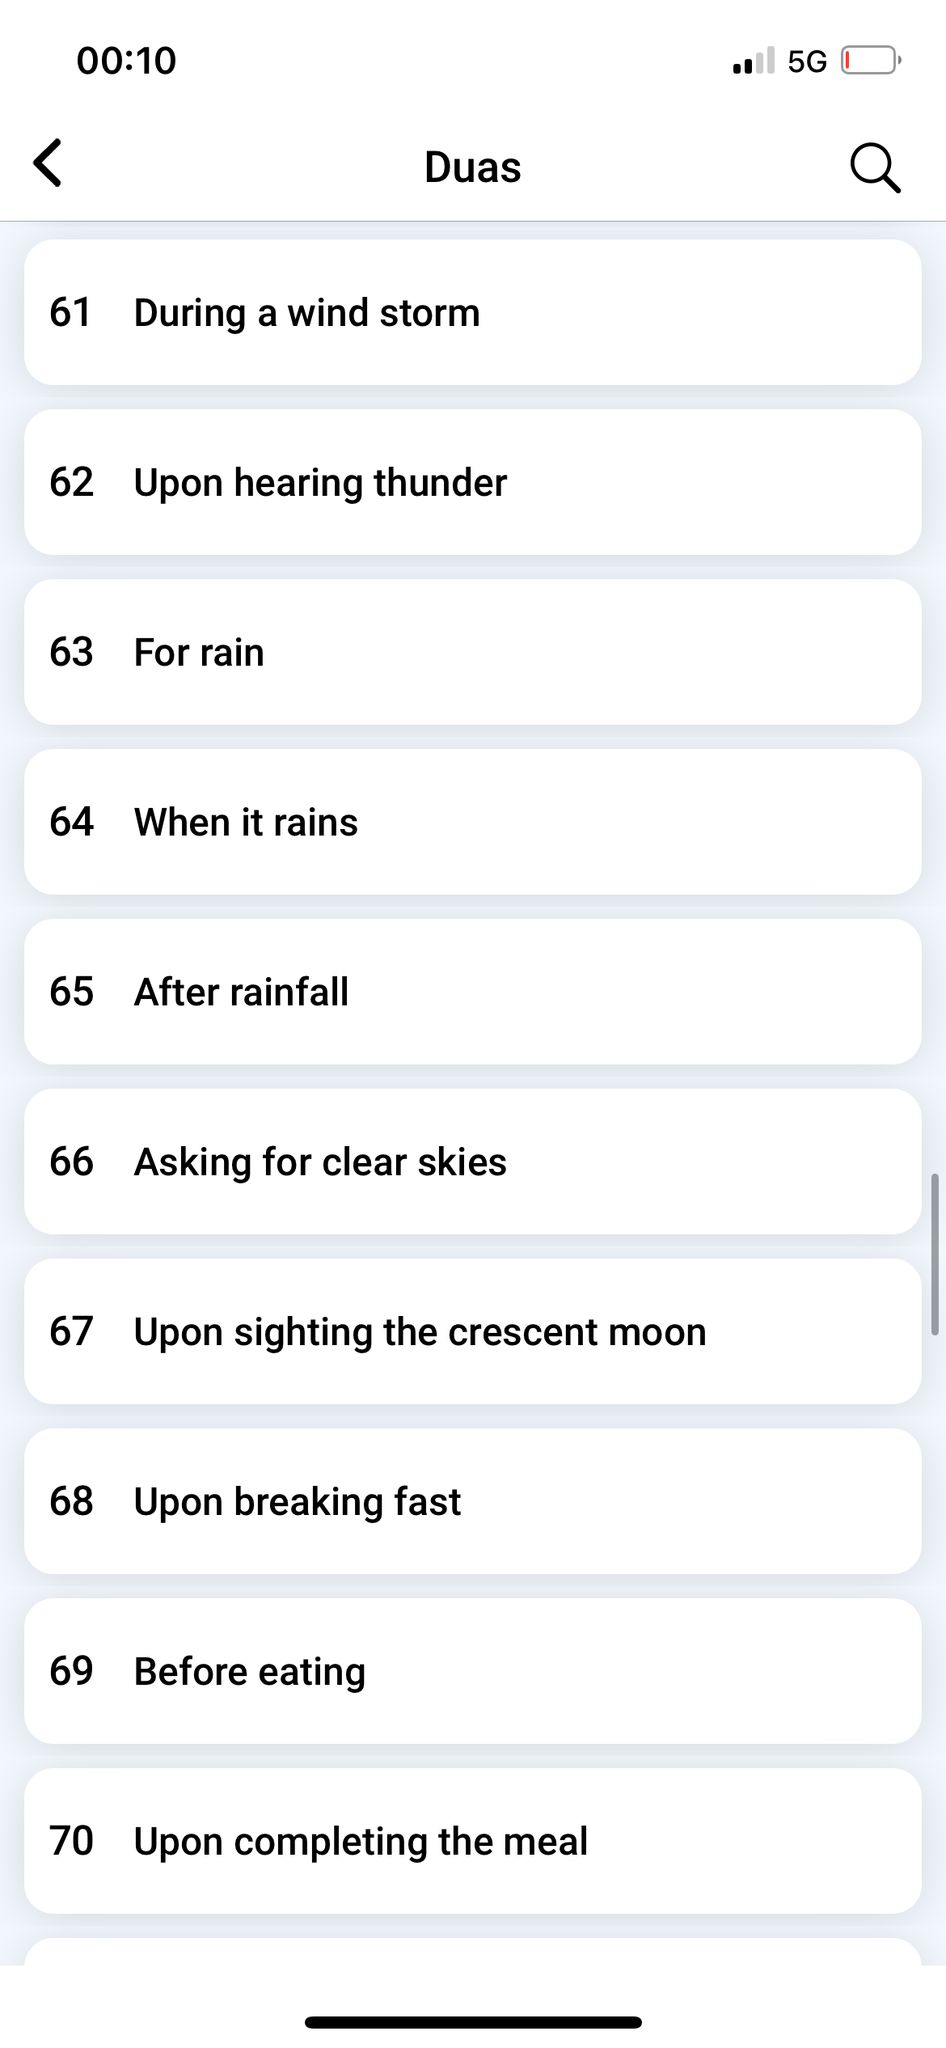 00:10 5G
Duas
61 During a wind storm
62 Upon hearing thunder
63 For rain
64 When it rains
65 After rainfall
66 Asking for clear skies
67 Upon sighting the crescent moon
68 Upon breaking fast
69 Before eating
70 Upon completing the meal